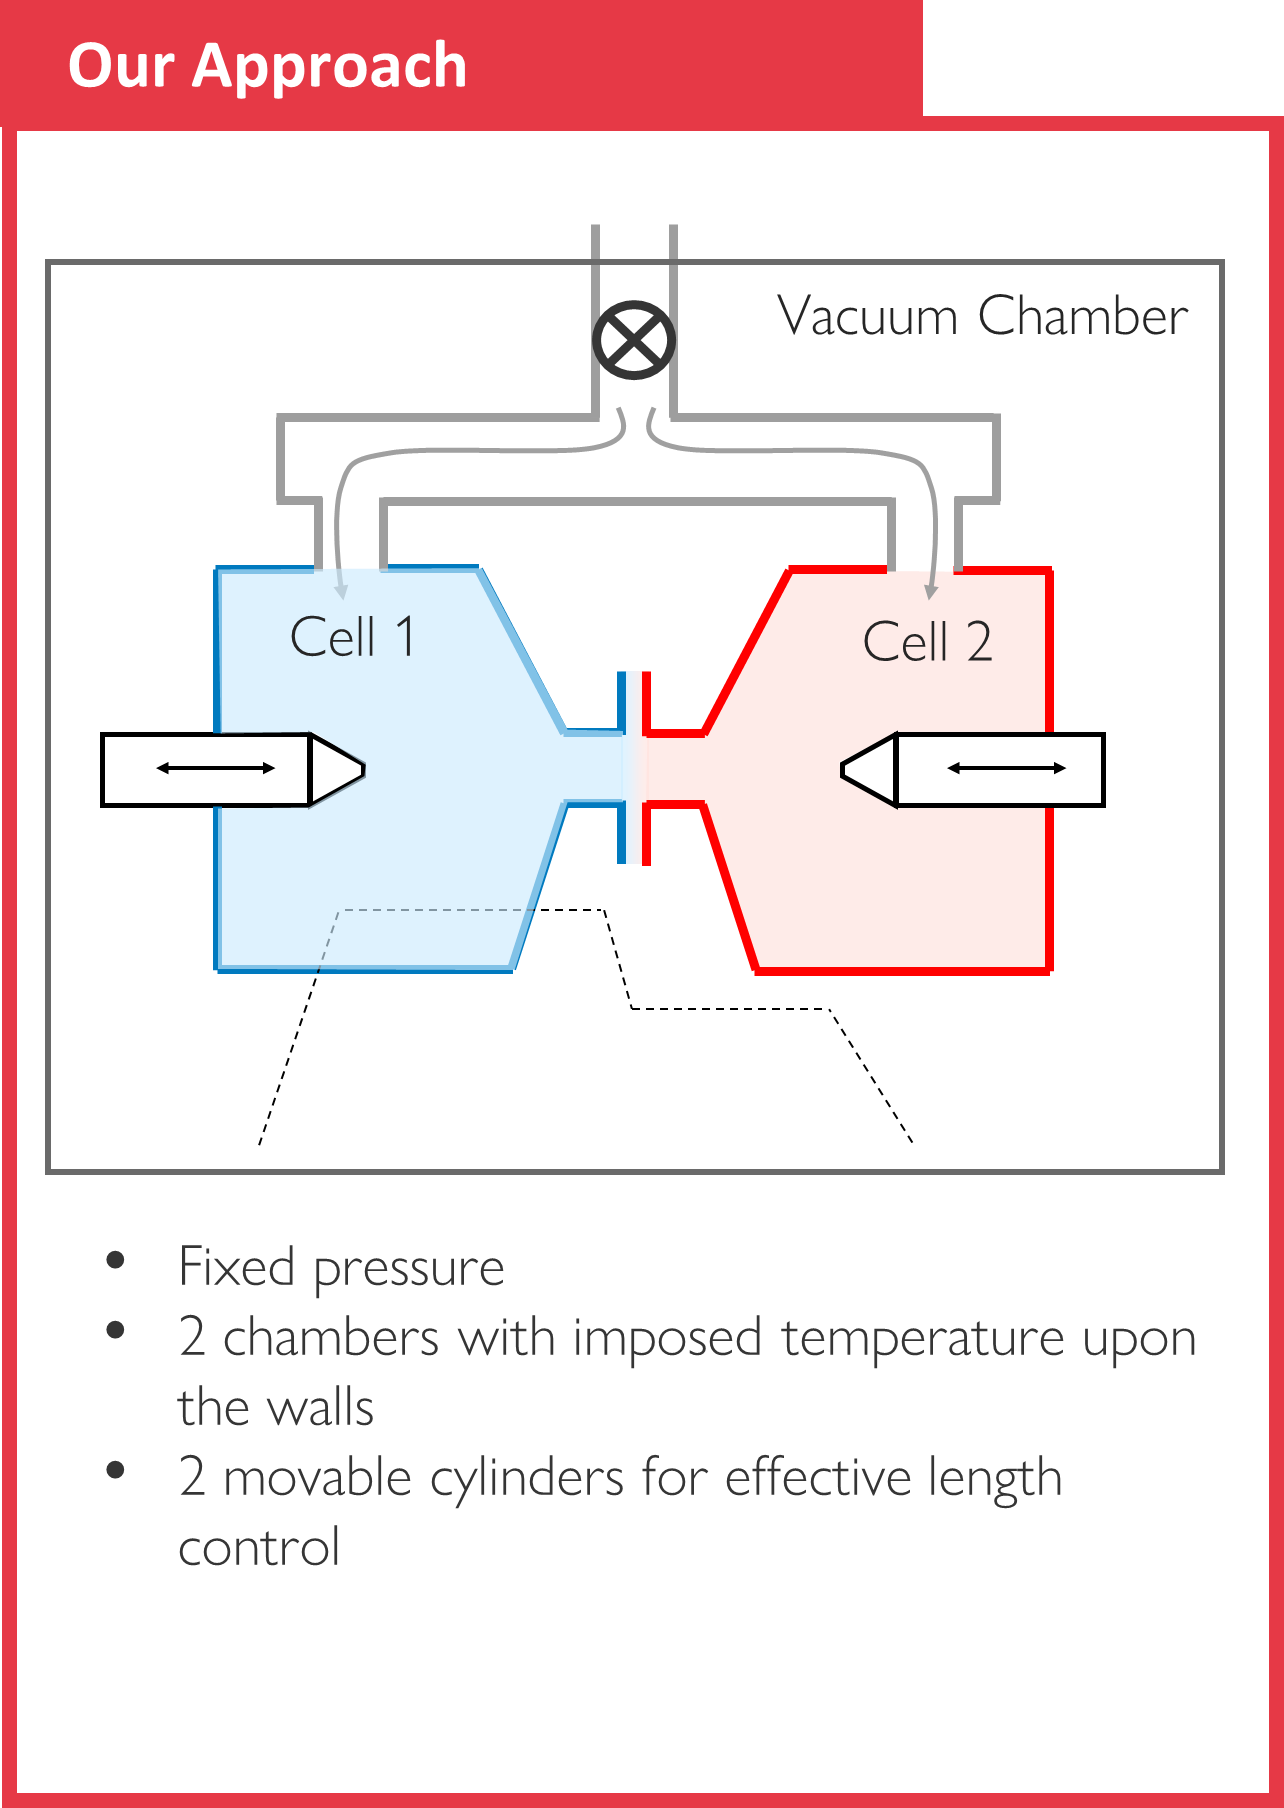 Our Approach
Vacuum Chamber
Cell 1
Cell 2
• Fixed pressure
• 2 chambers with imposed temperature upon
the walls
• 2 movable cylinders for effective length
control